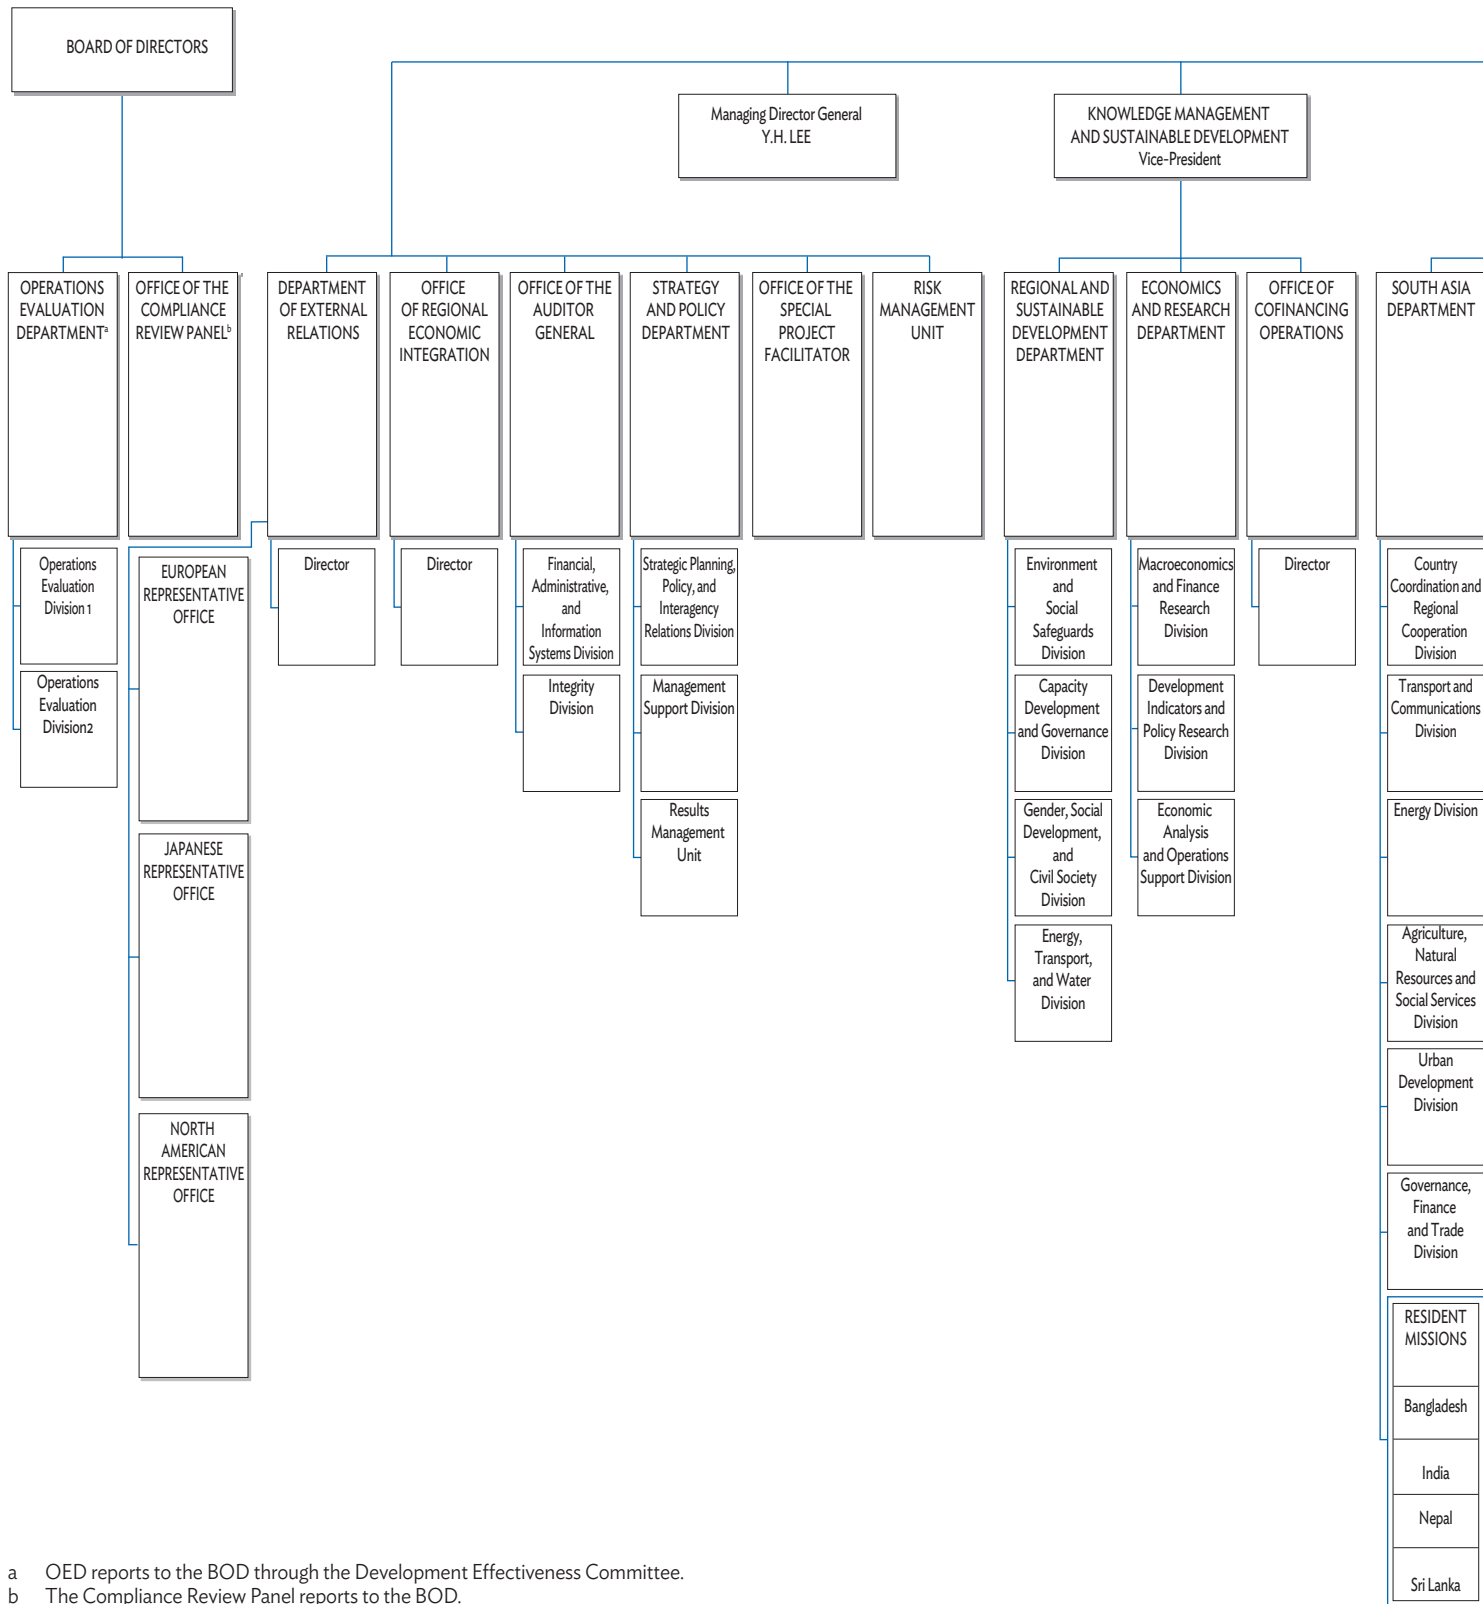 BOARD OF DIRECTORS
Managing Director General
Y.H. LEE
KNOWLEDGE MANAGEMENT
AND SUSTAINABLE DEVELOPMENT
Vice-President
OPERATIONS
EVALUATION
DEPARTMENTa
OFFICE OF THE
COMPLIANCE
REVIEW PANELb
a
DEPARTMENT
OF EXTERNAL
RELATIONS
OFFICE
OF REGIONAL
ECONOMIC
INTEGRATION
OFFICE OF THE
AUDITOR
GENERAL
STRATEGY
AND POLICY
DEPARTMENT
OFFICE OF THE
SPECIAL
PROJECT
FACILITATOR
RISK
MANAGEMENT
UNIT
REGIONAL AND
SUSTAINABLE
DEVELOPMENT
DEPARTMENT
ECONOMICS
AND RESEARCH
DEPARTMENT
OFFICE OF
COFINANCING
OPERATIONS
SOUTH ASIA
DEPARTMENT
Operations
Evaluation
Division 1
Operations
Evaluation
Division2
EUROPEAN
REPRESENTATIVE
OFFICE
JAPANESE
REPRESENTATIVE
OFFICE
NORTH
AMERICAN
REPRESENTATIVE
OFFICE
Director
Director
Financial,
Administrative,
and
Information
Systems Division
Integrity
Division
Strategic Planning,
Policy, and
Interagency
Relations Division
Management
Support Division
Results
Management
Unit
Environment
and
Social
Safeguards
Division
Capacity
Development
and Governance
Division
Gender, Social
Development,
and
Civil Society
Division
Energy,
Transport,
and Water
Division
Macroeconomics
and Finance
Research
Division
Development
Indicators and
Policy Research
Division
Economic
Analysis
and Operations
Support Division
Director
Country
Coordination and
Regional
Cooperation
Division
Transport and
Communications
Division
Energy Division
Agriculture,
Natural
Resources and
Social Services
Division
Urban
Development
Division
Governance,
Finance
and Trade
Division
RESIDENT
MISSIONS
Bangladesh
India
Nepal
Sri Lanka
a OED reports to the BOD through the Development Effectiveness Committee.
b The Compliance Review Panel reports to the BOD.